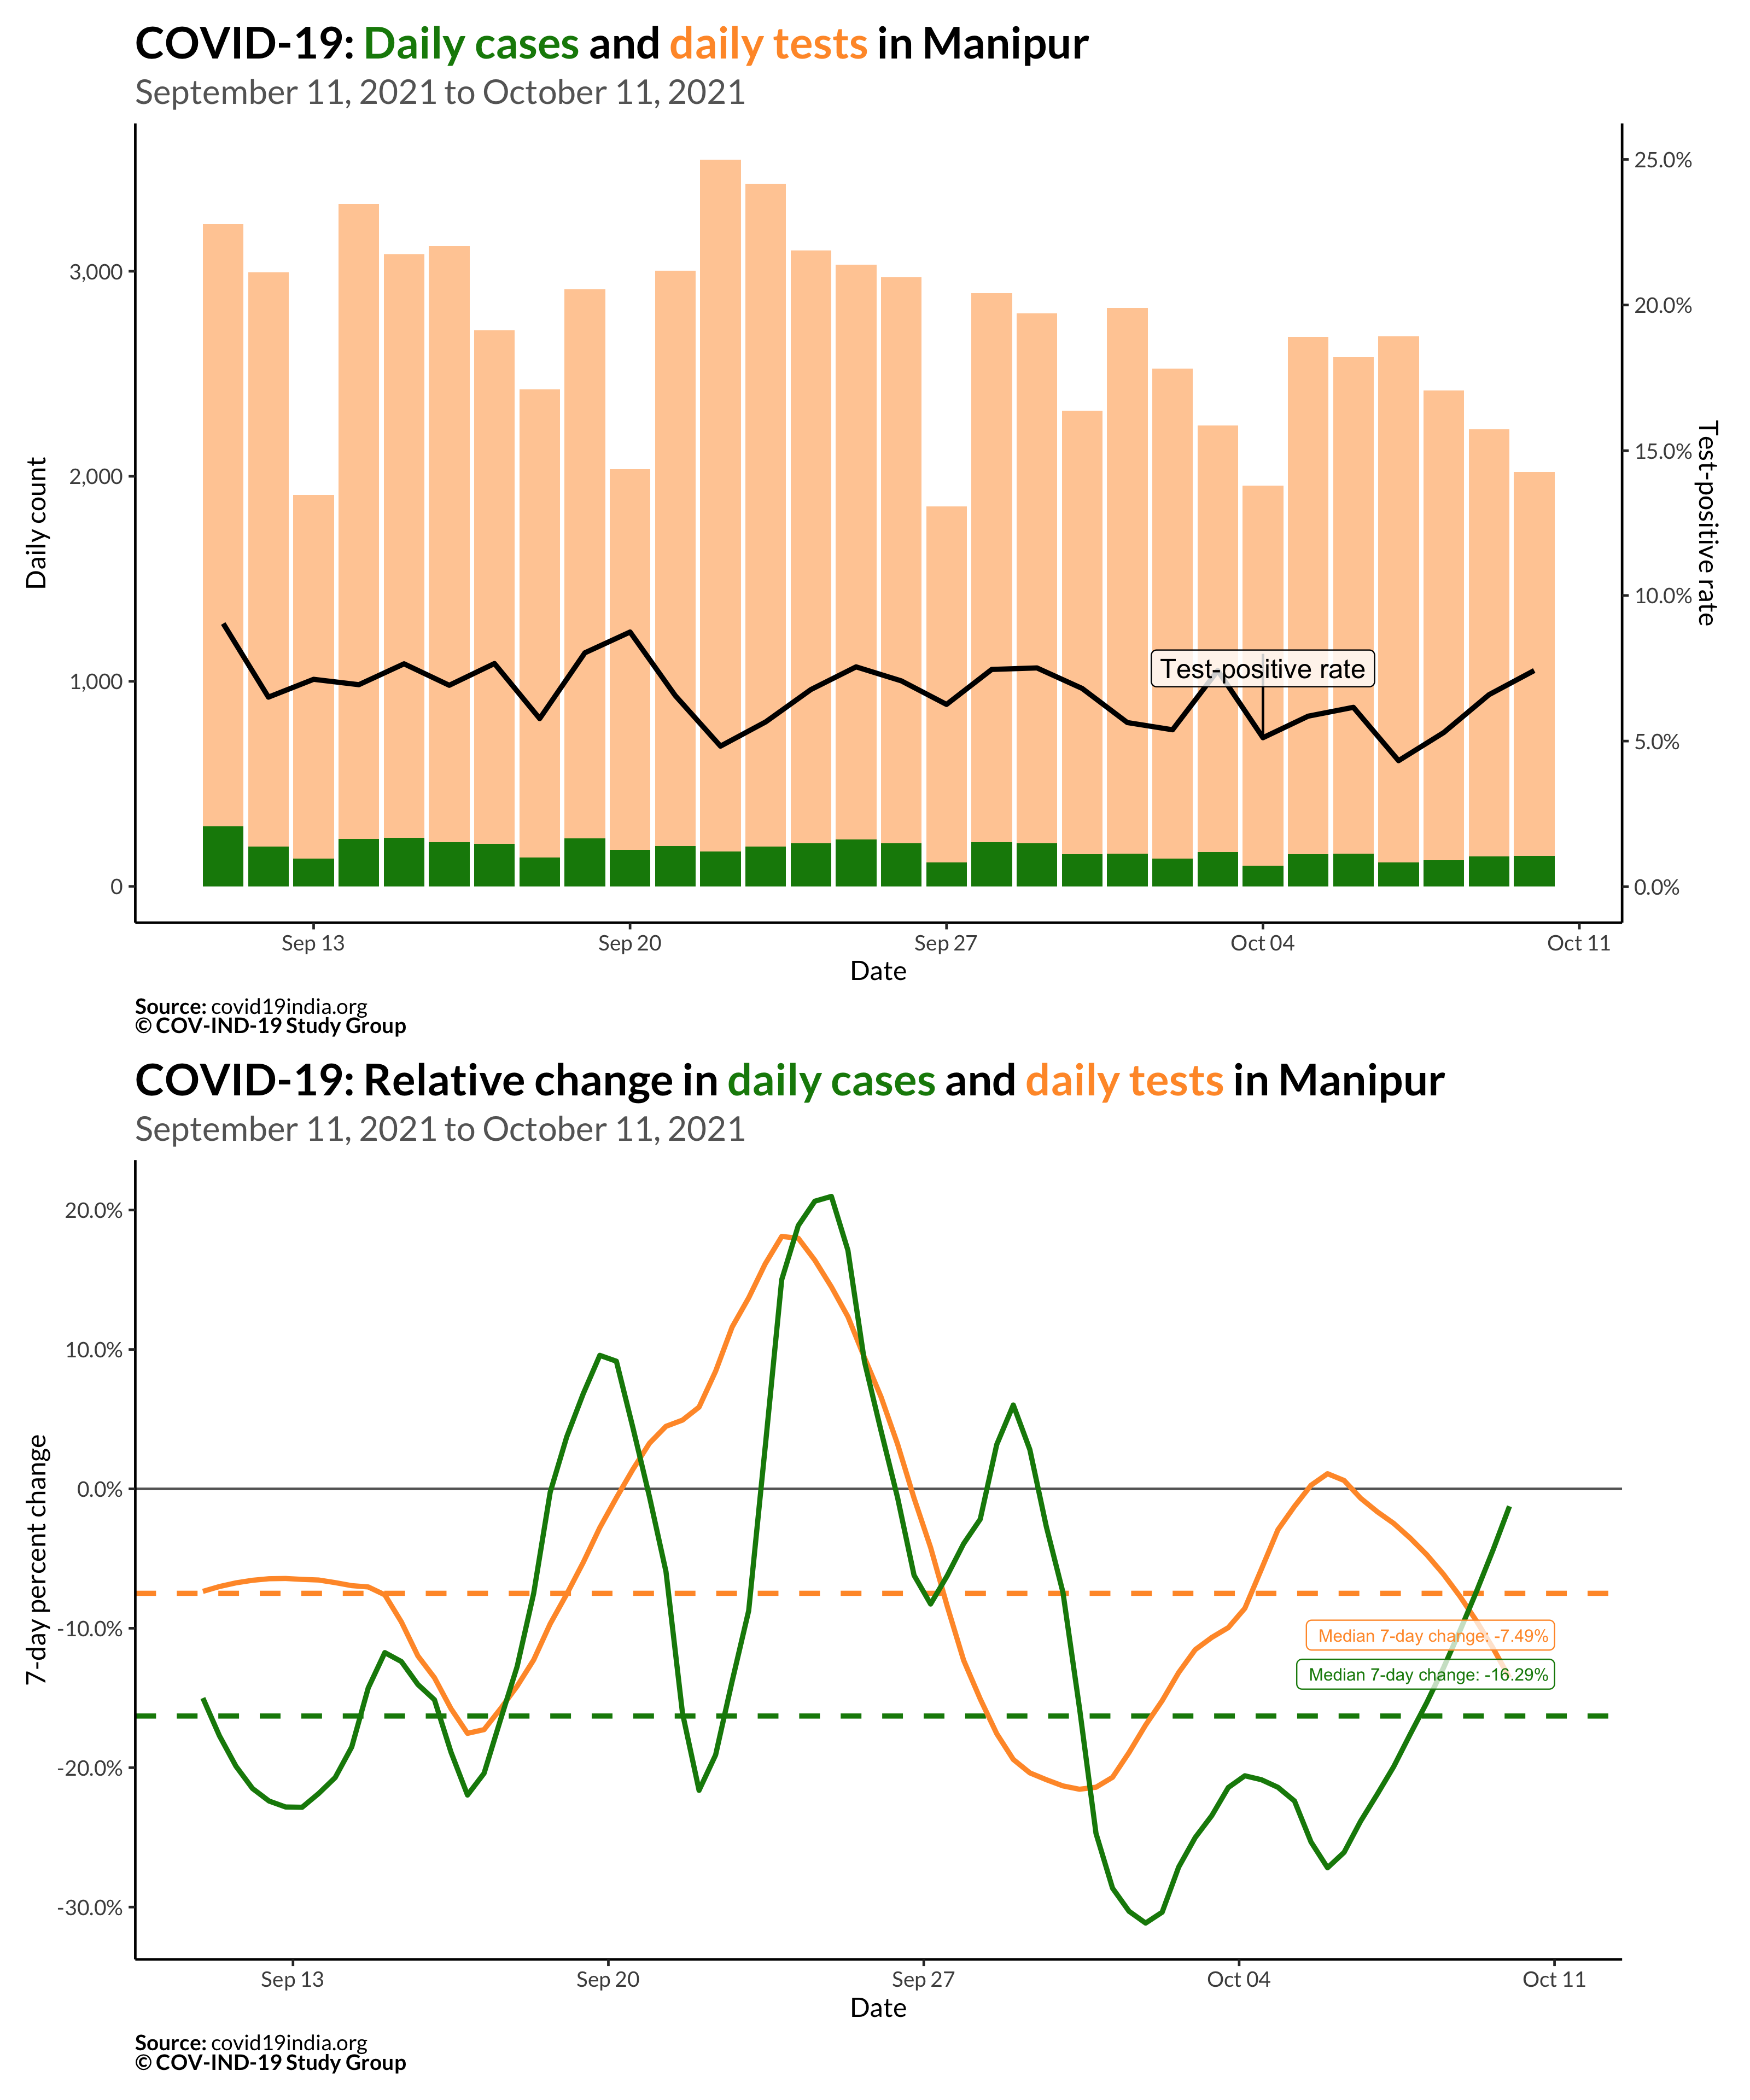 COVID-19: Daily cases and daily tests in Manipur
September 11, 2021 to October 11, 2021
Daily count
3,000
2,000
1,000
0
25.0%
20.0%
15.0%
10.0%
5.0%
0.0%
Test-positive rate
Test-positive rate
Sep 13 Sep 20 Sep 27 Oct 04 Oct 11
Date
Source: covid19india.org
© COV-IND-19 Study Group
COVID-19: Relative change in daily cases and daily tests in Manipur
September 11, 2021 to October 11, 2021
7-day percent change
20.0%
10.0%
0.0%
-10.0%
-20.0%
-30.0%
Median 7-day change: -7.49%
Median 7-day change: -16.29%
Sep 13 Sep 20 Sep 27 Oct 04 Oct 11
Date
Source: covid19india.org
© COV-IND-19 Study Group